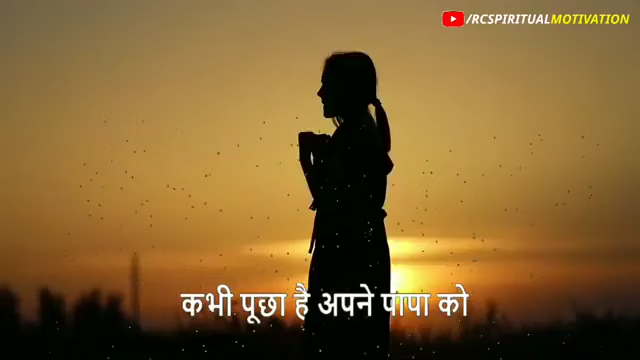 /RCSPIRITUALMOTIVATION
कभी पूछा है अपने पापा को